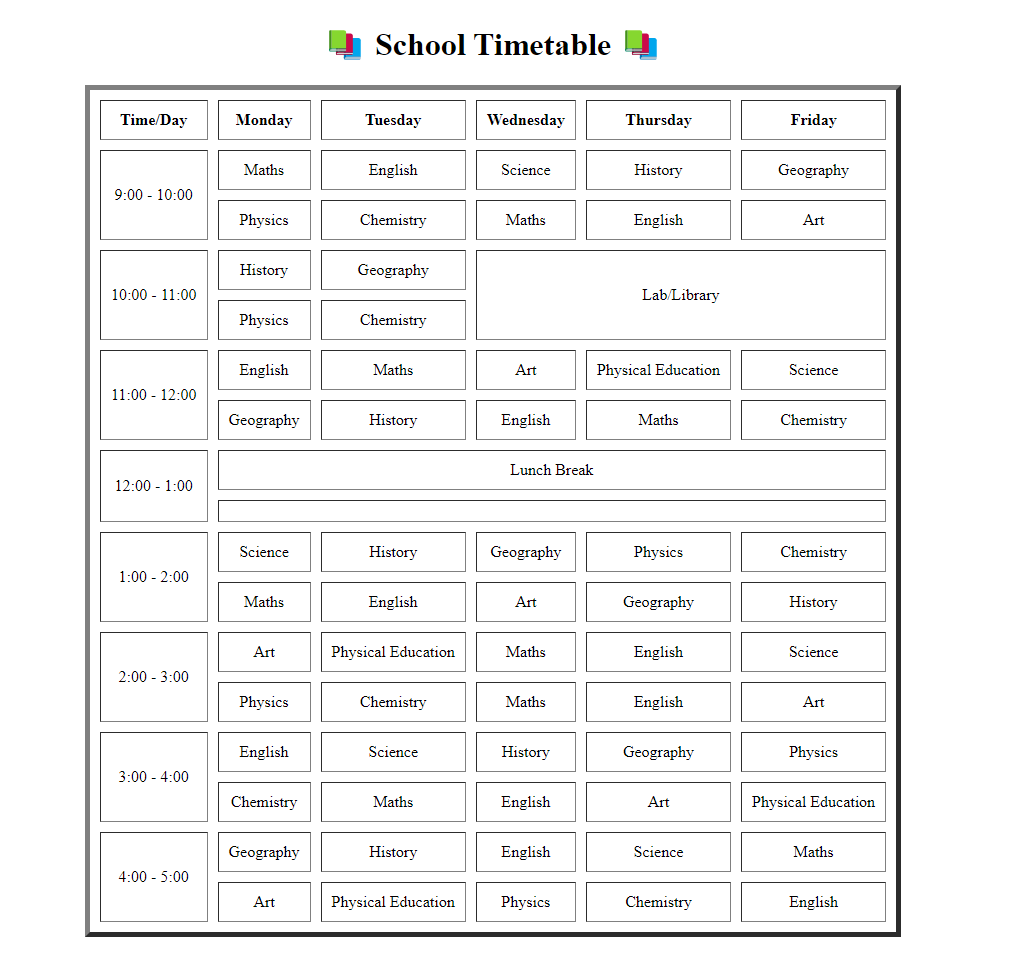 School Timetable
Time/Day Monday Tuesday Wednesday Thursday Friday
9:00 - 10:00 Maths English Science History Geography
Physics Chemistry Maths English Art
10:00 - 11:00 History Geography Lab/Library
Physics Chemistry
11:00 - 12:00 English Maths Art Physical Education Science
Geography History English Maths Chemistry
12:00 - 1:00 Lunch Break
1:00 - 2:00 Science History Geography Physics Chemistry
Maths English Art Geography History
2:00 - 3:00 Art Physical Education Maths English Science
Physics Chemistry Maths English Art
3:00 - 4:00 English Science History Geography Physics
Chemistry Maths English Art Physical Education
4:00 - 5:00 Geography History English Science Maths
Art Physical Education Physics Chemistry English